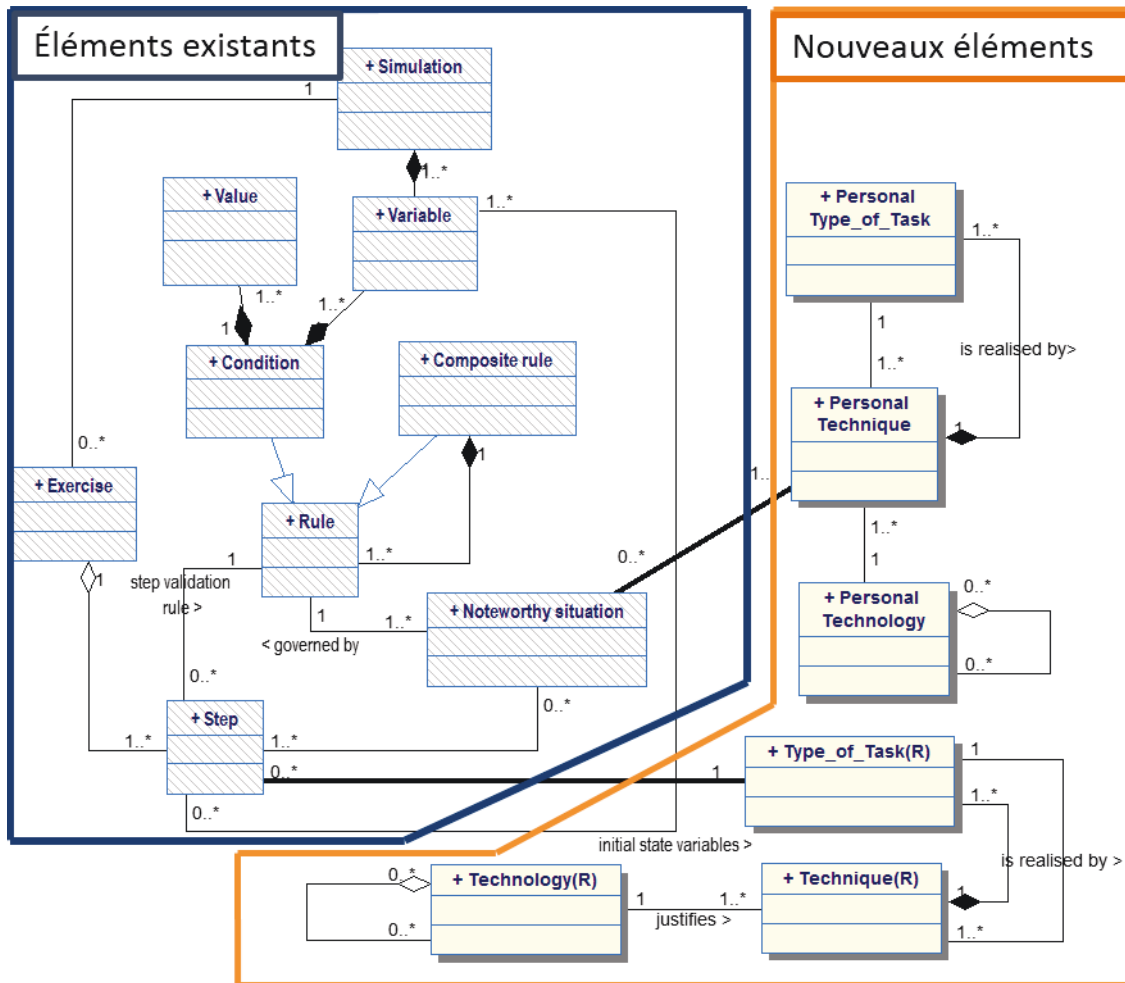 Éléments existants
Nouveaux éléments
+ Simulation
1
1..*
+ Value
+ Variable
1..*
1..*
1..*
1
+ Condition
+ Composite rule
1
0..*
+ Exercise
1
+ Rule
1..*
1
step validation
rule >
1
1..*
< governed by
+ Noteworthy situation
0..*
1..
0..*
+ Step
1..*
1..*
0..*
0..*
0..*
1
initial state variables >
+ Personal
Type_of_Task
1..*
1
1..*
is realised by>
+ Personal
Technique
1
1..*
1
+ Personal
Technology
0..*
0..*
+ Type_of_Task(R)
1
1..*
is realised by >
+ Technology(R)
0..*
0..*
1
1..*
justifies >
+ Technique(R)
1
1..*